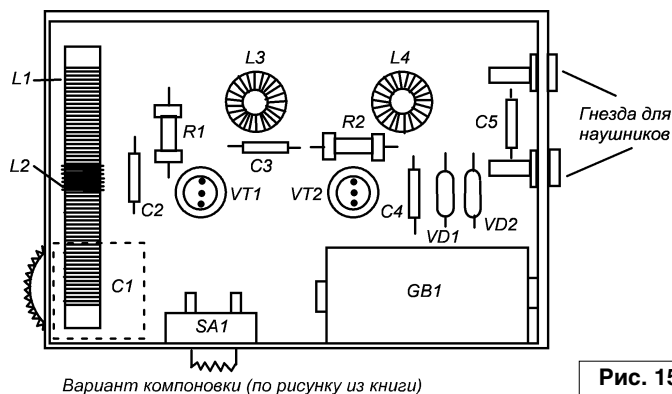 L3
L4
L1
C5
Гнезда для
наушников
R1
R2
C3
L2
C2
VT1
VT2
C4
VD1
VD2
C1
GB1
SA1
Вариант компоновки (по рисунку из книги)
Рис. 15